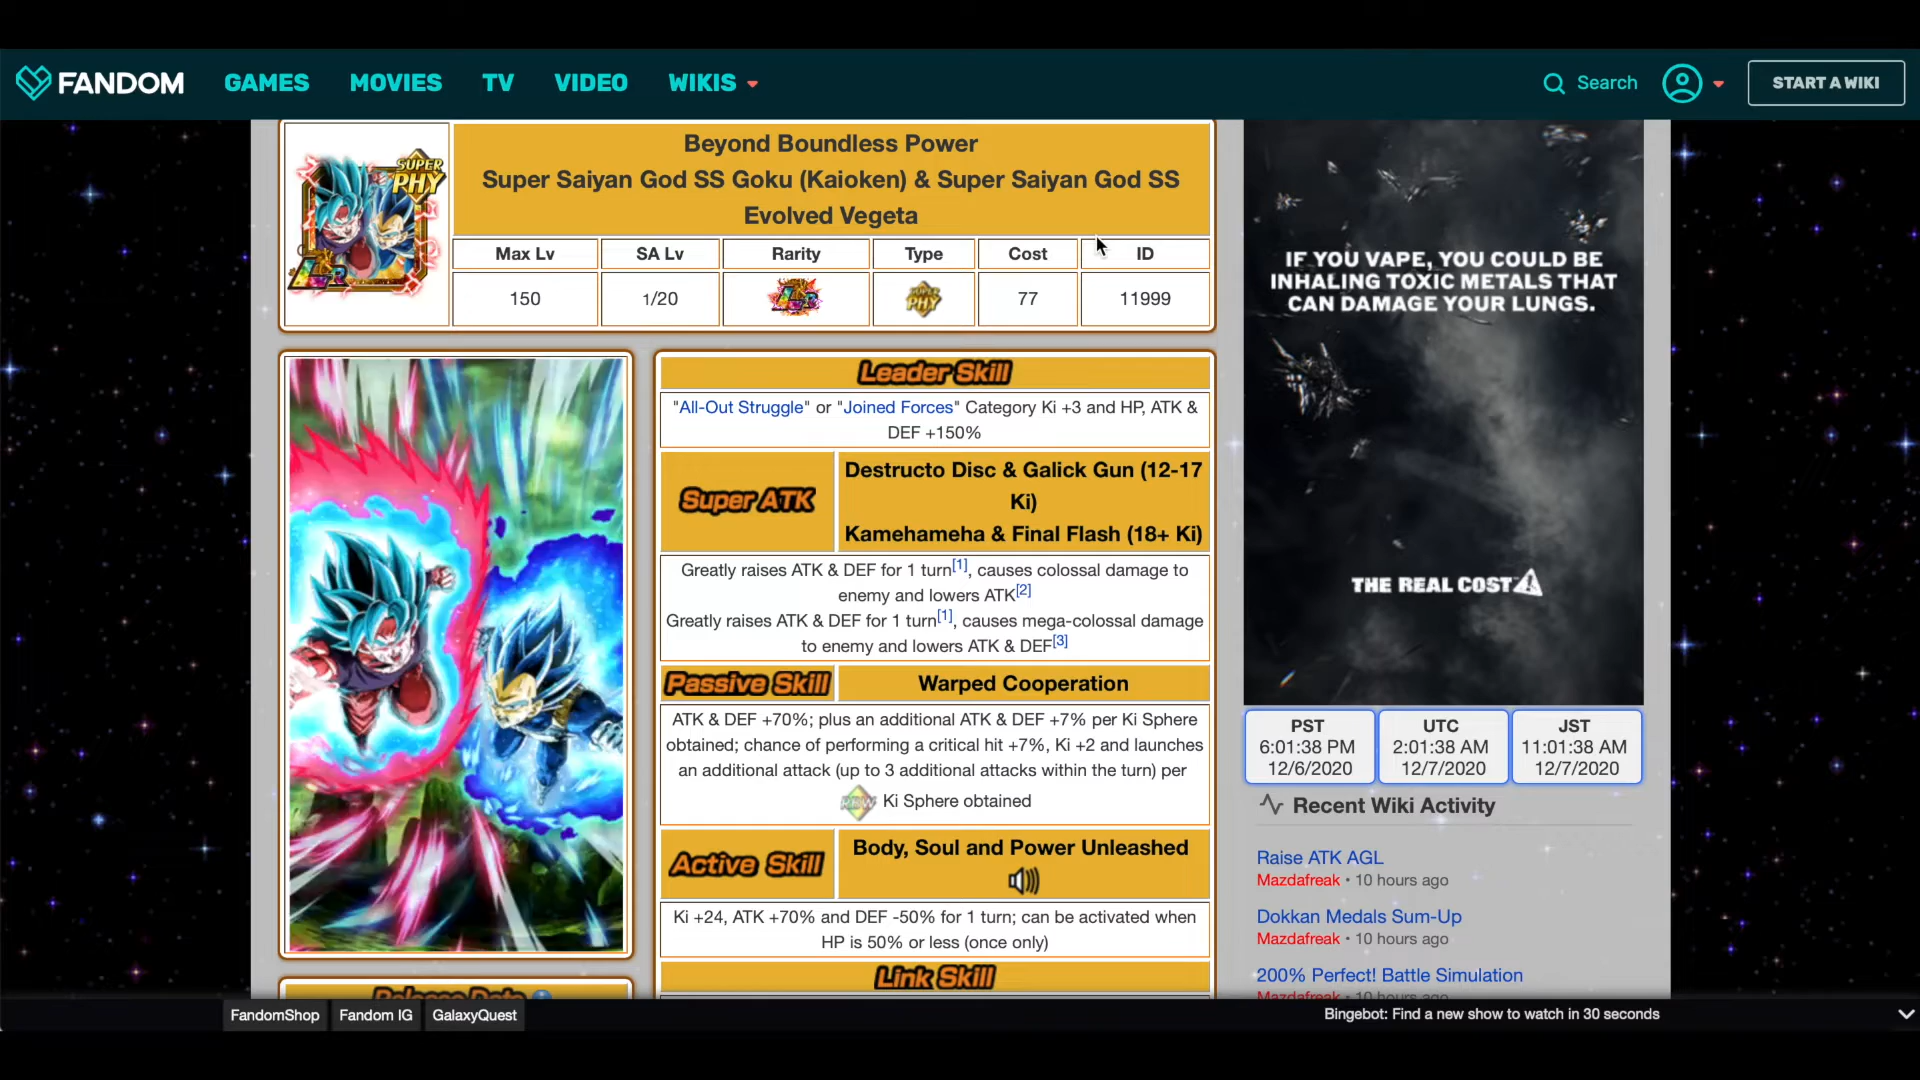 FANDOM GAMES MOVIES TV VIDEO WIKIS Search START A WIKI
SUPER
PHY
LR
Beyond Boundless Power
Super Saiyan God SS Goku (Kaioken) & Super Saiyan God SS
Evolved Vegeta
Max Lv SA Lv Rarity Type Cost ID
150 1/20 LR SUPER PHY 77 11999
Leader Skill
"All-Out Struggle" or "Joined Forces" Category Ki +3 and HP, ATK &
DEF +150%
Super ATK
Destructo Disc & Galick Gun (12-17
Ki)
Kamehameha & Final Flash (18+ Ki)
Greatly raises ATK & DEF for 1 turn[1], causes colossal damage to
enemy and lowers ATK[2]
Greatly raises ATK & DEF for 1 turn[1], causes mega-colossal damage
to enemy and lowers ATK & DEF[3]
Passive Skill Warped Cooperation
ATK & DEF +70%; plus an additional ATK & DEF +7% per Ki Sphere
obtained; chance of performing a critical hit +7%, Ki +2 and launches
an additional attack (up to 3 additional attacks within the turn) per
RBW Ki Sphere obtained
Active Skill Body, Soul and Power Unleashed
Ki +24, ATK +70% and DEF -50% for 1 turn; can be activated when
HP is 50% or less (once only)
Link Skill
Release Date
IF YOU VAPE, YOU COULD BE
INHALING TOXIC METALS THAT
CAN DAMAGE YOUR LUNGS.
THE REAL COST
PST UTC JST
6:01:38 PM 2:01:38 AM 11:01:38 AM
12/6/2020 12/7/2020 12/7/2020
Recent Wiki Activity
Raise ATK AGL
Mazdafreak • 10 hours ago
Dokkan Medals Sum-Up
Mazdafreak • 10 hours ago
200% Perfect! Battle Simulation
Mazdafreak • 10 hours ago
FandomShop Fandom IG GalaxyQuest Bingebot: Find a new show to watch in 30 seconds